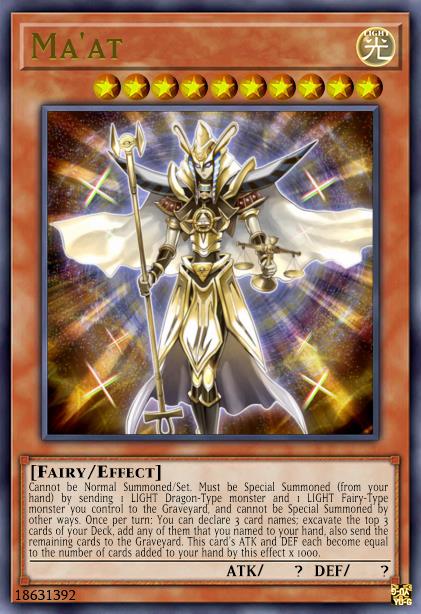 Ma'at
LIGHT
光
[Fairy/Effect]
Cannot be Normal Summoned/Set. Must be Special Summoned (from your
hand) by sending 1 LIGHT Dragon-Type monster and 1 LIGHT Fairy-Type
monster you control to the Graveyard, and cannot be Special Summoned by
other ways. Once per turn: You can declare 3 card names; excavate the top 3
cards of your Deck, add any of them that you named to your hand, also send the
remaining cards to the Graveyard. This card's ATK and DEF each become equal
to the number of cards added to your hand by this effect x 1000.
ATK/ ? DEF/ ?
18631392